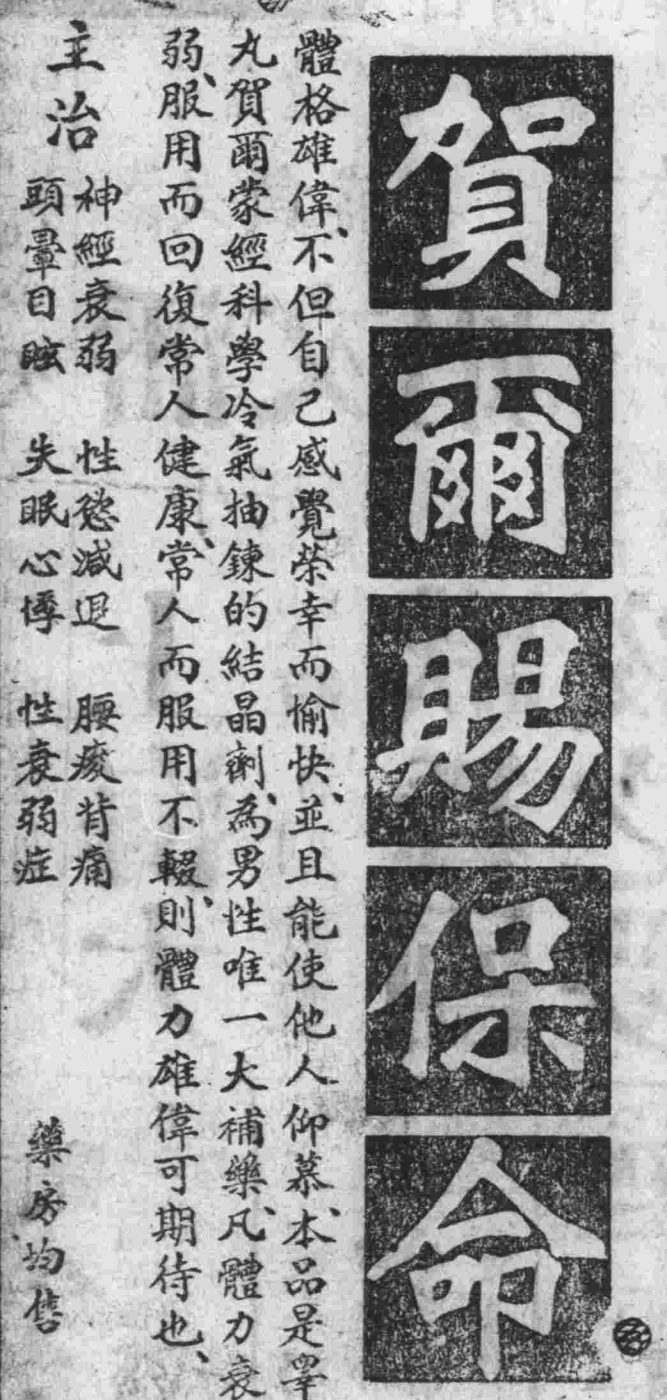 賀爾賜保命
體格雄偉、不但自己感覺榮幸而愉快、並且能使他人仰慕、本品是睪
丸賀爾蒙經科學冷氣抽鍊的結晶劑、為男性唯一大補藥、凡體力衰
弱、服用而回復常人健康、常人而服用不輟、則體力雄偉可期待也、
主治
神經衰弱 性慾減退 腰痠背痛
頭暈目眩 失眠心悸 性衰弱症
藥房均售